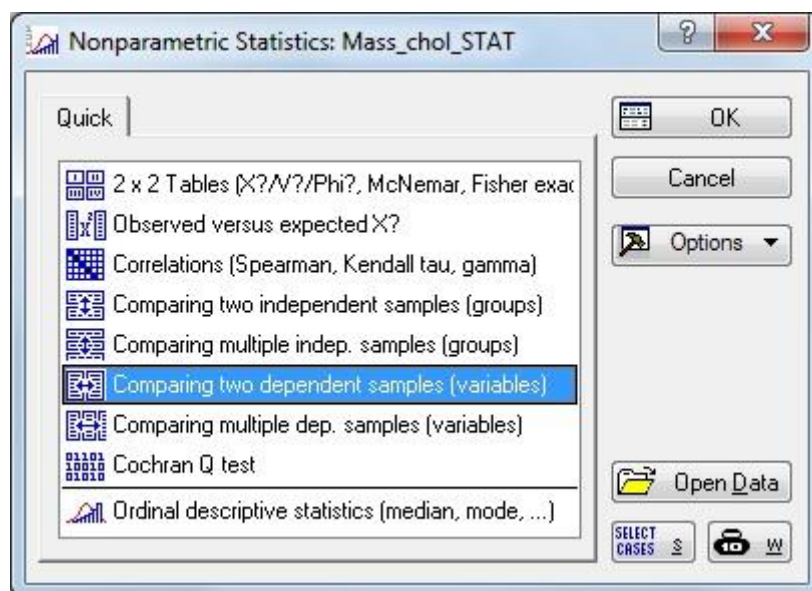 Nonparametric Statistics: Mass_chol_STAT
Quick
2 x 2 Tables (X?/V?/Phi?, McNemar, Fisher exac
Observed versus expected X?
Correlations (Spearman, Kendall tau, gamma)
Comparing two independent samples (groups)
Comparing multiple indep. samples (groups)
Comparing two dependent samples (variables)
Comparing multiple dep. samples (variables)
Cochran Q test
Ordinal descriptive statistics (median, mode, ...)
OK
Cancel
Options
Open Data
SELECT
CASES S
W